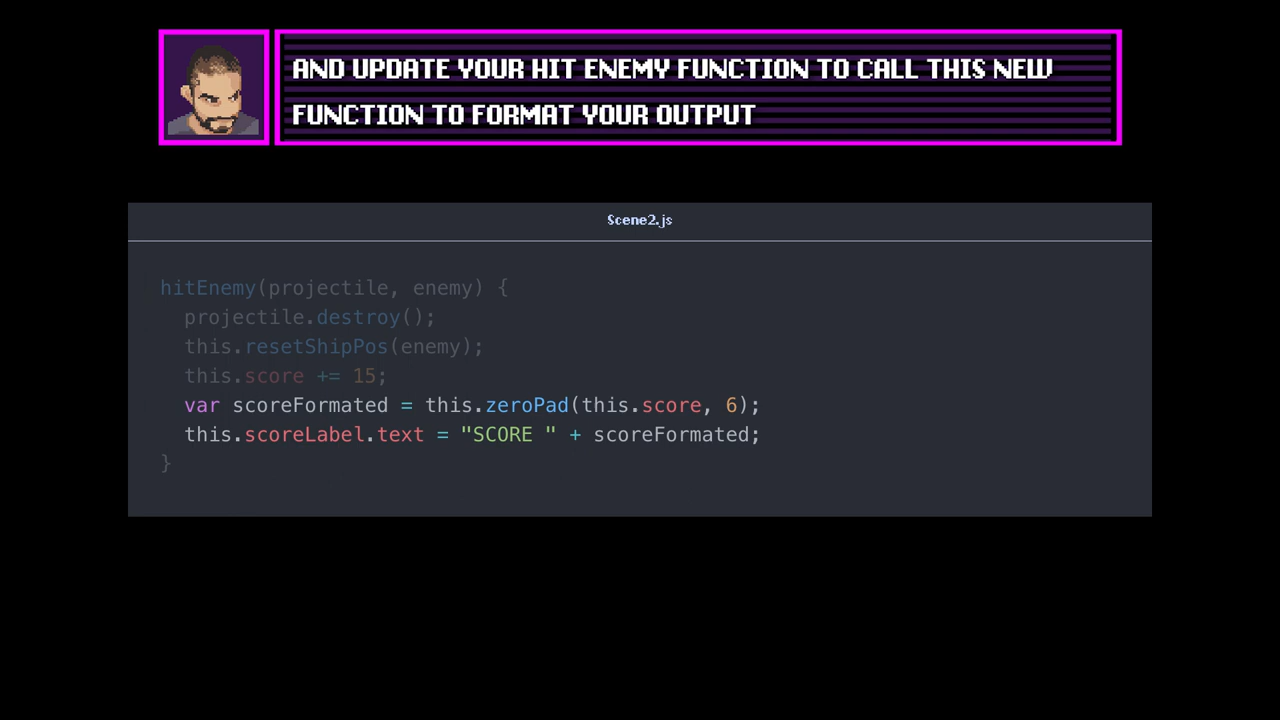 AND UPDATE YOUR HIT ENEMY FUNCTION TO CALL THIS NEW
FUNCTION TO FORMAT YOUR OUTPUT
Scene2.js
hitEnemy(projectile, enemy) {
  projectile.destroy();
  this.resetShipPos(enemy);
  this.score += 15;
  var scoreFormated = this.zeroPad(this.score, 6);
  this.scoreLabel.text = "SCORE " + scoreFormated;
}